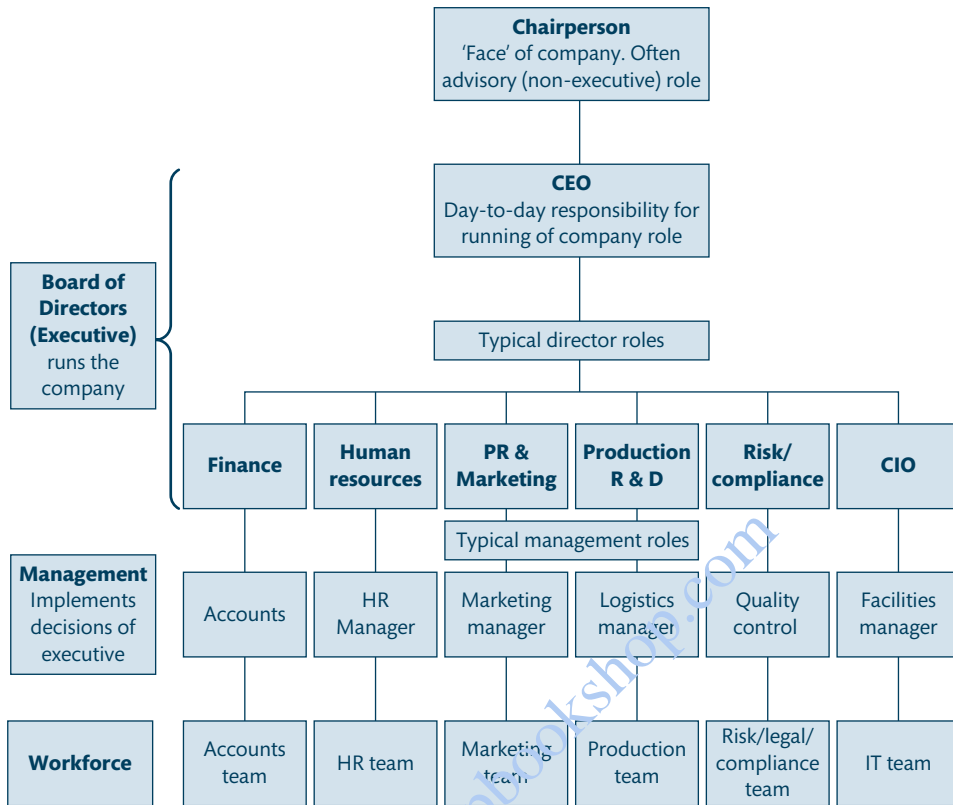 Chairperson
‘Face’ of company. Often
advisory (non-executive) role
CEO
Day-to-day responsibility for
running of company role
Board of
Directors
(Executive)
runs the
company
Typical director roles
Finance
Human
resources
PR &
Marketing
Production
R & D
Risk/
compliance
CIO
Typical management roles
Management
Implements
decisions of
executive
Accounts
HR
Manager
Marketing
manager
Logistics
manager
Quality
control
Facilities
manager
Workforce
Accounts
team
HR team
Marketing
team
Production
team
Risk/legal/
compliance
team
IT team
pbookshop.com